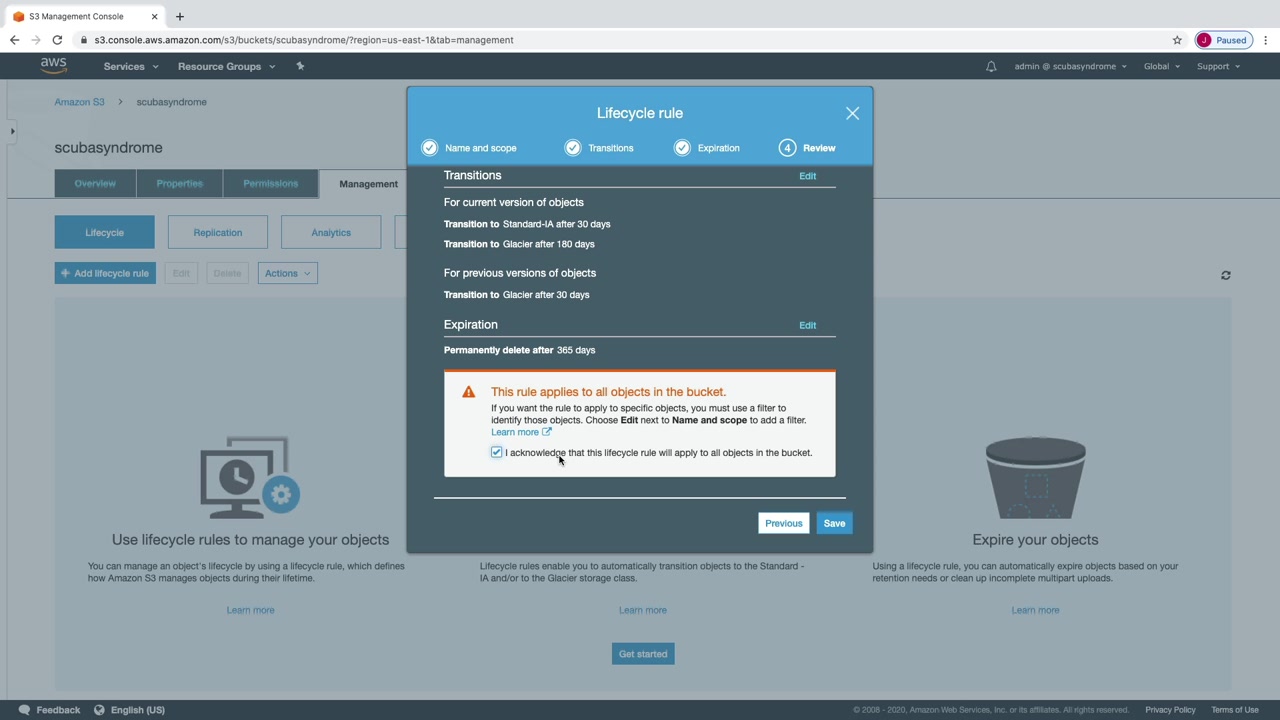 S3 Management Console
s3.console.aws.amazon.com/s3/buckets/scubasyndrome/?region=us-east-1&tab=management
J Paused
aws Services Resource Groups admin @ scubasyndrome Global Support
Amazon S3 > scubasyndrome
scubasyndrome
Overview Properties Permissions Management
Lifecycle Replication Analytics
+ Add lifecycle rule Edit Delete Actions
Lifecycle rule
Name and scope Transitions Expiration 4 Review
Transitions Edit
For current version of objects
Transition to Standard-IA after 30 days
Transition to Glacier after 180 days
For previous versions of objects
Transition to Glacier after 30 days
Expiration Edit
Permanently delete after 365 days
This rule applies to all objects in the bucket.
If you want the rule to apply to specific objects, you must use a filter to
identify those objects. Choose Edit next to Name and scope to add a filter.
Learn more
I acknowledge that this lifecycle rule will apply to all objects in the bucket.
Previous Save
Use lifecycle rules to manage your objects
You can manage an object's lifecycle by using a lifecycle rule, which defines
how Amazon S3 manages objects during their lifetime.
Learn more
Lifecycle rules enable you to automatically transition objects to the Standard -
IA and/or to the Glacier storage class.
Learn more
Expire your objects
Using a lifecycle rule, you can automatically expire objects based on your
retention needs or clean up incomplete multipart uploads.
Learn more
Get started
Feedback English (US) © 2008 - 2020, Amazon Web Services, Inc. or its affiliates. All rights reserved. Privacy Policy Terms of Use